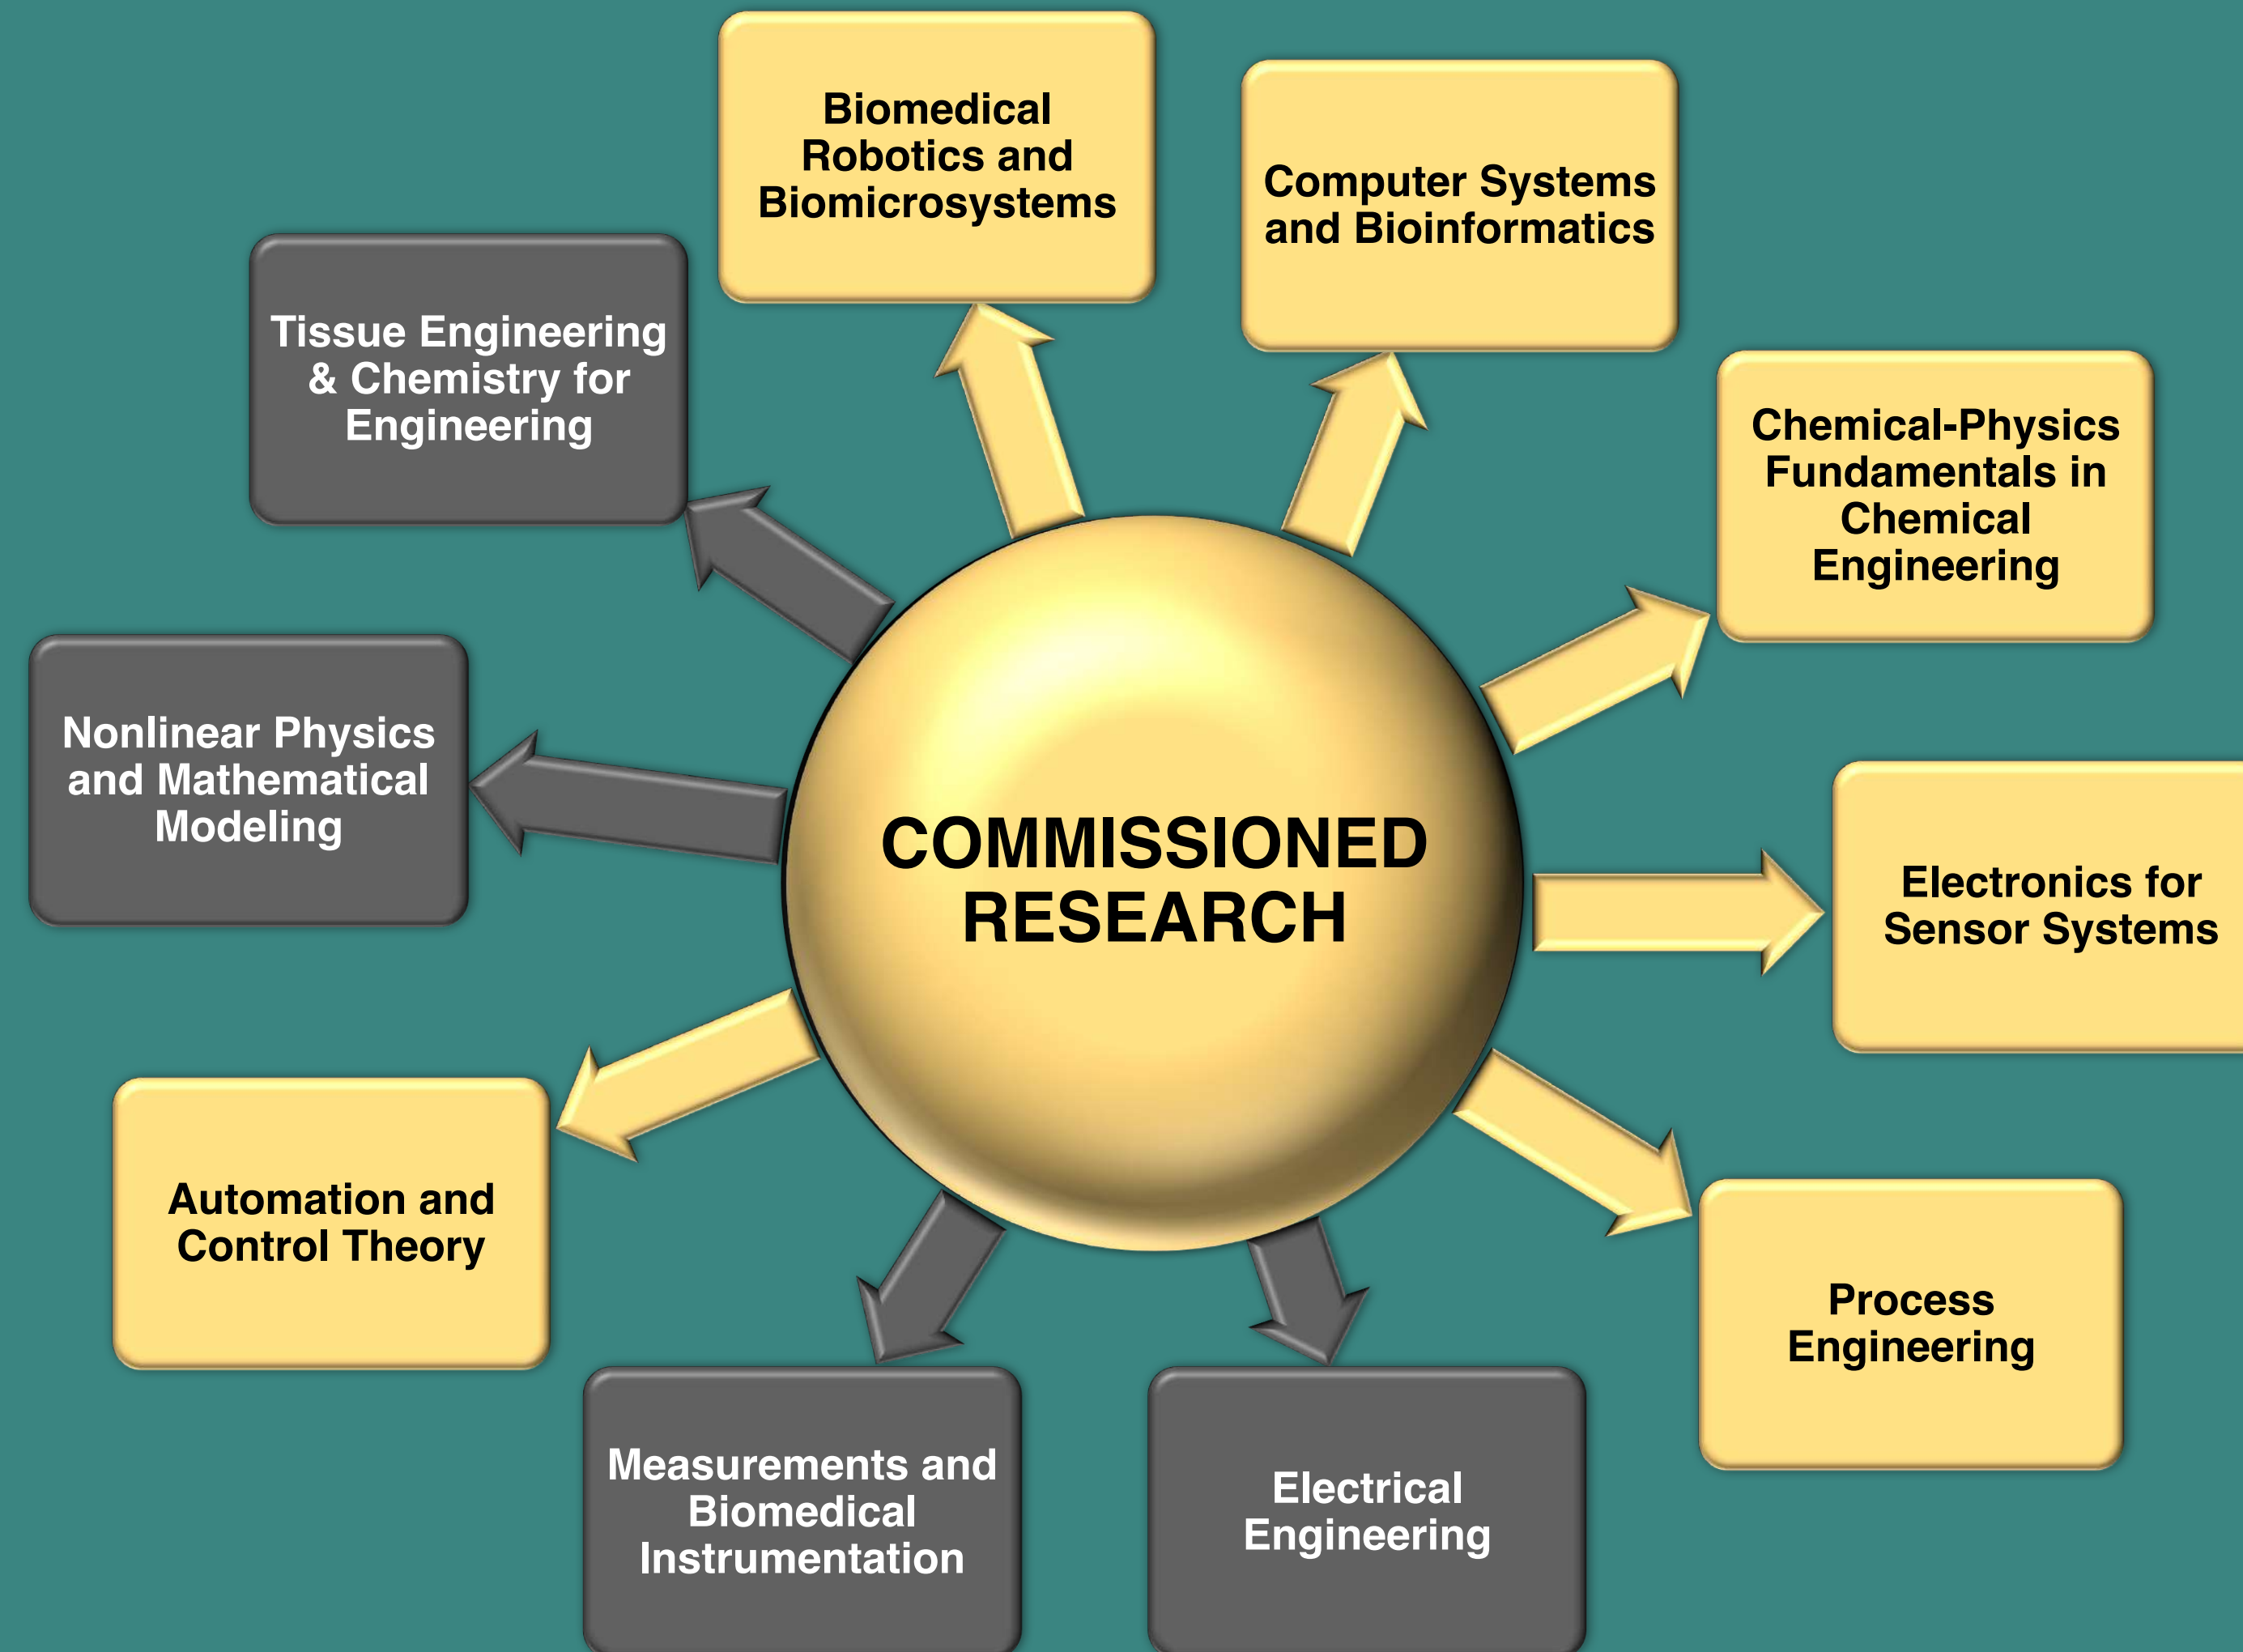 Biomedical
Robotics and
Biomicrosystems
Computer Systems
and Bioinformatics
Tissue Engineering
& Chemistry for
Engineering
Chemical-Physics
Fundamentals in
Chemical
Engineering
Nonlinear Physics
and Mathematical
Modeling
COMMISSIONED
RESEARCH
Electronics for
Sensor Systems
Automation and
Control Theory
Process
Engineering
Measurements and
Biomedical
Instrumentation
Electrical
Engineering